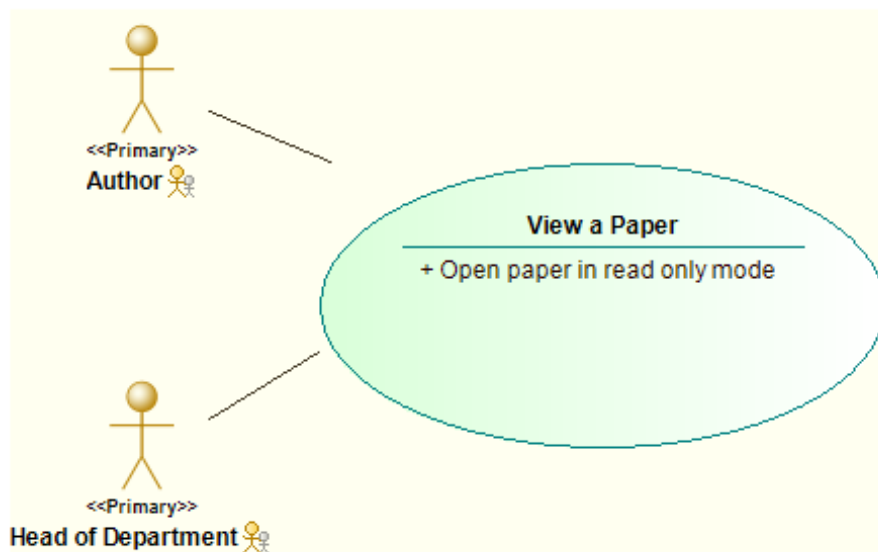 <<Primary>>
Author
View a Paper
+ Open paper in read only mode
<<Primary>>
Head of Department